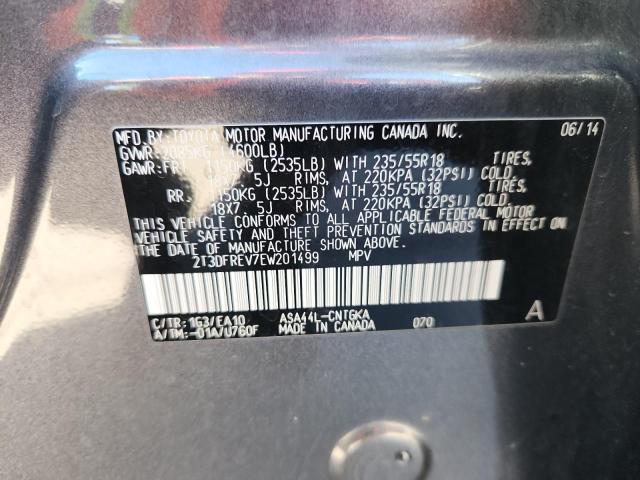 MFD BY: TOYOTA MOTOR MANUFACTURING CANADA INC. 06/14
GVWR: 2085KG (4600LB)
GAWR: FR. 1150KG (2535LB) WITH 235/55R18 TIRES,
18X7 5J RIMS, AT 220KPA (32PSI) COLD.
RR. 1150KG (2535LB) WITH 235/55R18 TIRES,
18X7 5J RIMS, AT 220KPA (32PSI) COLD.
THIS VEHICLE CONFORMS TO ALL APPLICABLE FEDERAL MOTOR
VEHICLE SAFETY AND THEFT PREVENTION STANDARDS IN EFFECT ON
THE DATE OF MANUFACTURE SHOWN ABOVE.
2T3DFREV7EW201499 MPV
C/TR: 1G3/EA10 ASA44L-CNTGKA
A/TM: -01A/U760F MADE IN CANADA 070 A